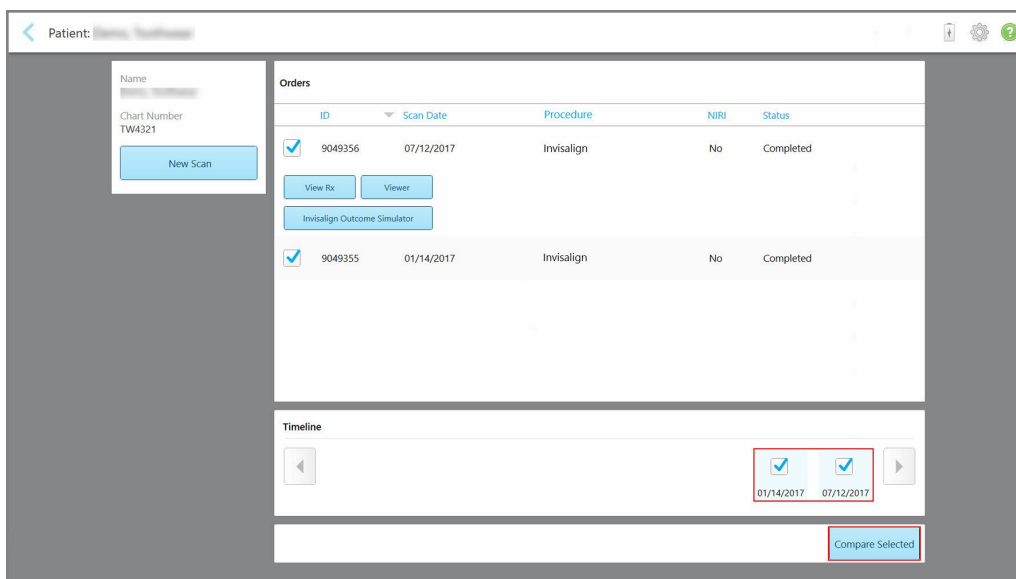 Patient:
Name
Chart Number
TW4321
New Scan
Orders
ID Scan Date Procedure NIRI Status
9049356 07/12/2017 Invisalign No Completed
View Rx Viewer
Invisalign Outcome Simulator
9049355 01/14/2017 Invisalign No Completed
Timeline
01/14/2017 07/12/2017
Compare Selected